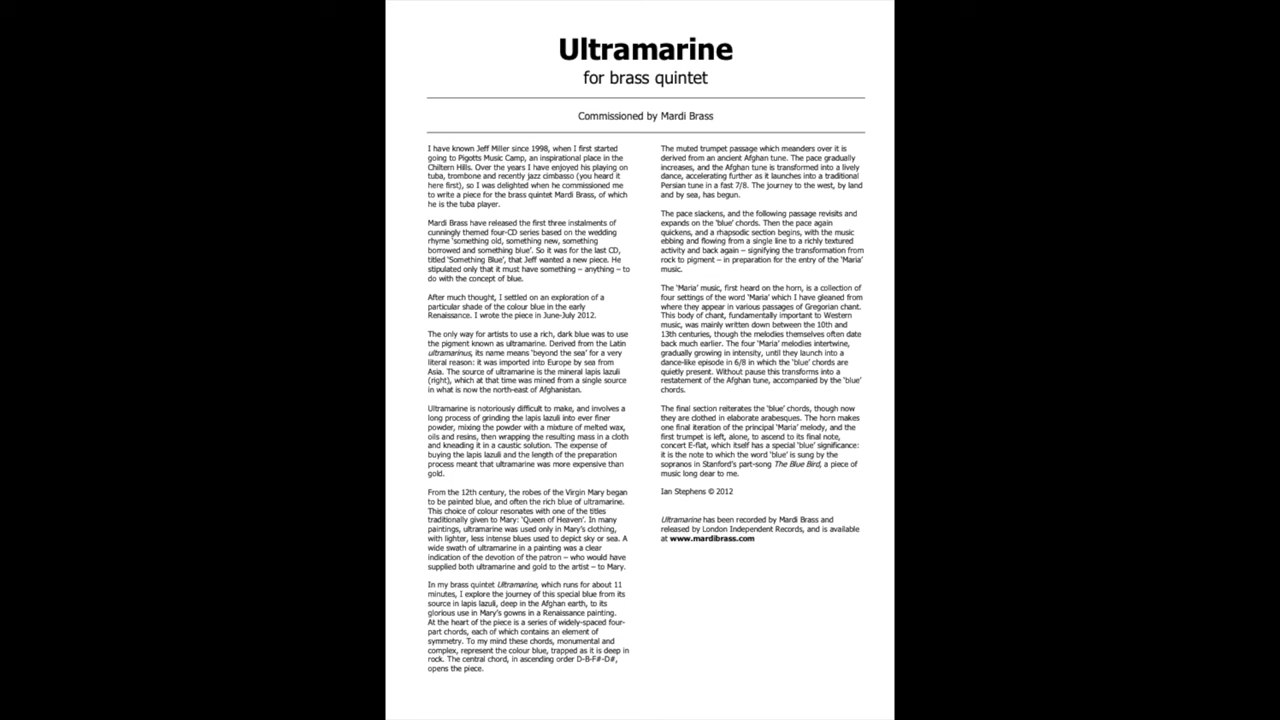 Ultramarine
for brass quintet
Commissioned by Mardi Brass
I have known Jeff Miller since 1998, when I first started
going to Pigotts Music Camp, an inspirational place in the
Chiltern Hills. Over the years I have enjoyed his playing on
tuba, trombone and recently jazz cimbasso (you heard it
here first), so I was delighted when he commissioned me
to write a piece for the brass quintet Mardi Brass, of which
he is the tuba player.
Mardi Brass have released the first three instalments of
cunningly themed four-CD series based on the wedding
rhyme ‘something old, something new, something
borrowed and something blue’. So it was for the last CD,
titled ‘Something Blue’, that Jeff wanted a new piece. He
stipulated only that it must have something – anything – to
do with the concept of blue.
After much thought, I settled on an exploration of a
particular shade of the colour blue in the early
Renaissance. I wrote the piece in June-July 2012.
The only way for artists to use a rich, dark blue was to use
the pigment known as ultramarine. Derived from the Latin
ultramarinus, its name means ‘beyond the sea’ for a very
literal reason: it was imported into Europe by sea from
Asia. The source of ultramarine is the mineral lapis lazuli
(right), which at that time was mined from a single source
in what is now the north-east of Afghanistan.
Ultramarine is notoriously difficult to make, and involves a
long process of grinding the lapis lazuli into ever finer
powder, mixing the powder with a mixture of melted wax,
oils and resins, then wrapping the resulting mass in a cloth
and kneading it in a caustic solution. The expense of
buying the lapis lazuli and the length of the preparation
process meant that ultramarine was more expensive than
gold.
From the 12th century, the robes of the Virgin Mary began
to be painted blue, and often the rich blue of ultramarine.
This choice of colour resonates with one of the titles
traditionally given to Mary: ‘Queen of Heaven’. In many
paintings, ultramarine was used only in Mary’s clothing,
with lighter, less intense blues used to depict sky or sea. A
wide swath of ultramarine in a painting was a clear
indication of the devotion of the patron – who would have
supplied both ultramarine and gold to the artist – to Mary.
In my brass quintet Ultramarine, which runs for about 11
minutes, I explore the journey of this special blue from its
source in lapis lazuli, deep in the Afghan earth, to its
glorious use in Mary’s gowns in a Renaissance painting.
At the heart of the piece is a series of widely-spaced four-
part chords, each of which contains an element of
symmetry. To my mind these chords, monumental and
complex, represent the colour blue, trapped as it is deep in
rock. The central chord, in ascending order D-B-F#-D#,
opens the piece.
The muted trumpet passage which meanders over it is
derived from an ancient Afghan tune. The pace gradually
increases, and the Afghan tune is transformed into a lively
dance, accelerating further as it launches into a traditional
Persian tune in a fast 7/8. The journey to the west, by land
and by sea, has begun.
The pace slackens, and the following passage revisits and
expands on the ‘blue’ chords. Then the pace again
quickens, and a rhapsodic section begins, with the music
ebbing and flowing from a single line to a richly textured
activity and back again – signifying the transformation from
rock to pigment – in preparation for the entry of the ‘Maria’
music.
The ‘Maria’ music, first heard on the horn, is a collection of
four settings of the word ‘Maria’ which I have gleaned from
where they appear in various passages of Gregorian chant.
This body of chant, fundamentally important to Western
music, was mainly written down between the 10th and
13th centuries, though the melodies themselves often date
back much earlier. The four ‘Maria’ melodies intertwine,
gradually growing in intensity, until they launch into a
dance-like episode in 6/8 in which the ‘blue’ chords are
quietly present. Without pause this transforms into a
restatement of the Afghan tune, accompanied by the ‘blue’
chords.
The final section reiterates the ‘blue’ chords, though now
they are clothed in elaborate arabesques. The horn makes
one final iteration of the principal ‘Maria’ melody, and the
first trumpet is left, alone, to ascend to its final note,
concert E-flat, which itself has a special ‘blue’ significance:
it is the note to which the word ‘blue’ is sung by the
sopranos in Stanford’s part-song The Blue Bird, a piece of
music long dear to me.
Ian Stephens © 2012
Ultramarine has been recorded by Mardi Brass and
released by London Independent Records, and is available
at www.mardibrass.com